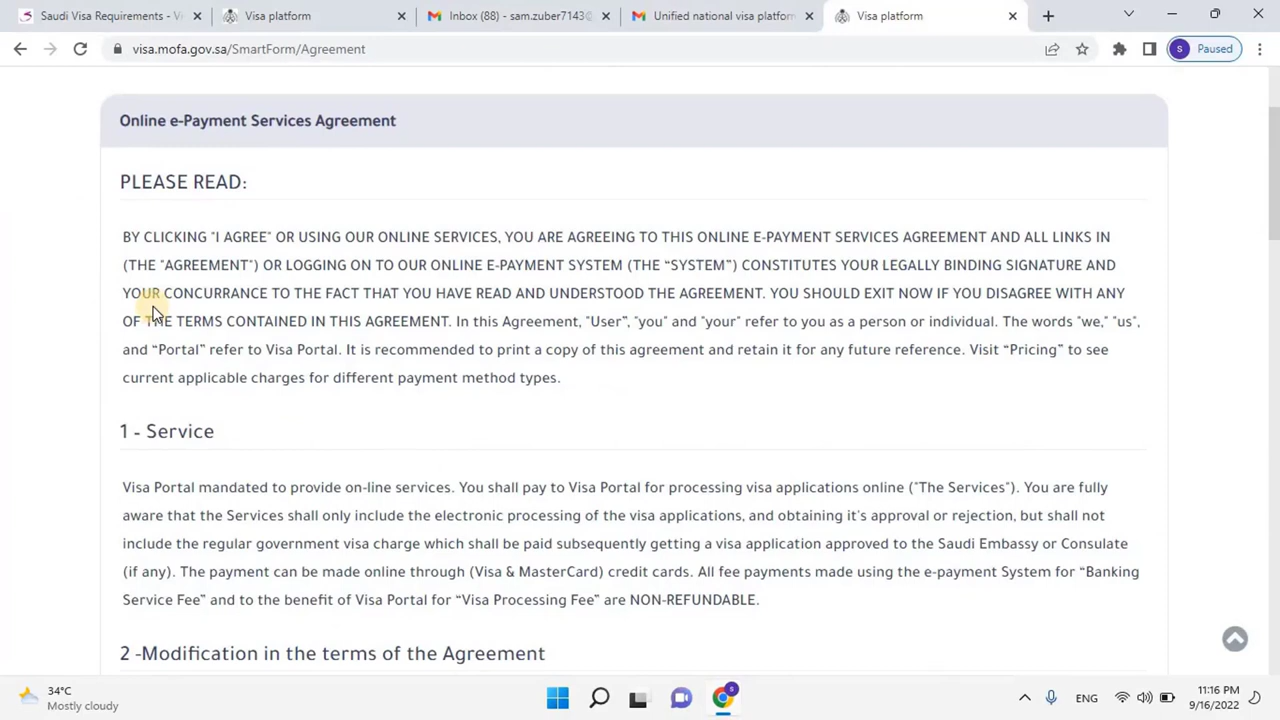 Saudi Visa Requirements - V
Visa platform
Inbox (88) - sam.zuber7143@
Unified national visa platform
Visa platform
visa.mofa.gov.sa/SmartForm/Agreement
S
Paused
Online e-Payment Services Agreement
PLEASE READ:
BY CLICKING "I AGREE" OR USING OUR ONLINE SERVICES, YOU ARE AGREEING TO THIS ONLINE E-PAYMENT SERVICES AGREEMENT AND ALL LINKS IN
(THE "AGREEMENT") OR LOGGING ON TO OUR ONLINE E-PAYMENT SYSTEM (THE “SYSTEM”) CONSTITUTES YOUR LEGALLY BINDING SIGNATURE AND
YOUR CONCURRANCE TO THE FACT THAT YOU HAVE READ AND UNDERSTOOD THE AGREEMENT. YOU SHOULD EXIT NOW IF YOU DISAGREE WITH ANY
OF THE TERMS CONTAINED IN THIS AGREEMENT. In this Agreement, "User”, "you" and "your" refer to you as a person or individual. The words "we," "us",
and “Portal” refer to Visa Portal. It is recommended to print a copy of this agreement and retain it for any future reference. Visit “Pricing” to see
current applicable charges for different payment method types.
1 - Service
Visa Portal mandated to provide on-line services. You shall pay to Visa Portal for processing visa applications online ("The Services"). You are fully
aware that the Services shall only include the electronic processing of the visa applications, and obtaining it's approval or rejection, but shall not
include the regular government visa charge which shall be paid subsequently getting a visa application approved to the Saudi Embassy or Consulate
(if any). The payment can be made online through (Visa & MasterCard) credit cards. All fee payments made using the e-payment System for “Banking
Service Fee” and to the benefit of Visa Portal for “Visa Processing Fee” are NON-REFUNDABLE.
2 -Modification in the terms of the Agreement
34°C
Mostly cloudy
S
ENG
11:16 PM
9/16/2022